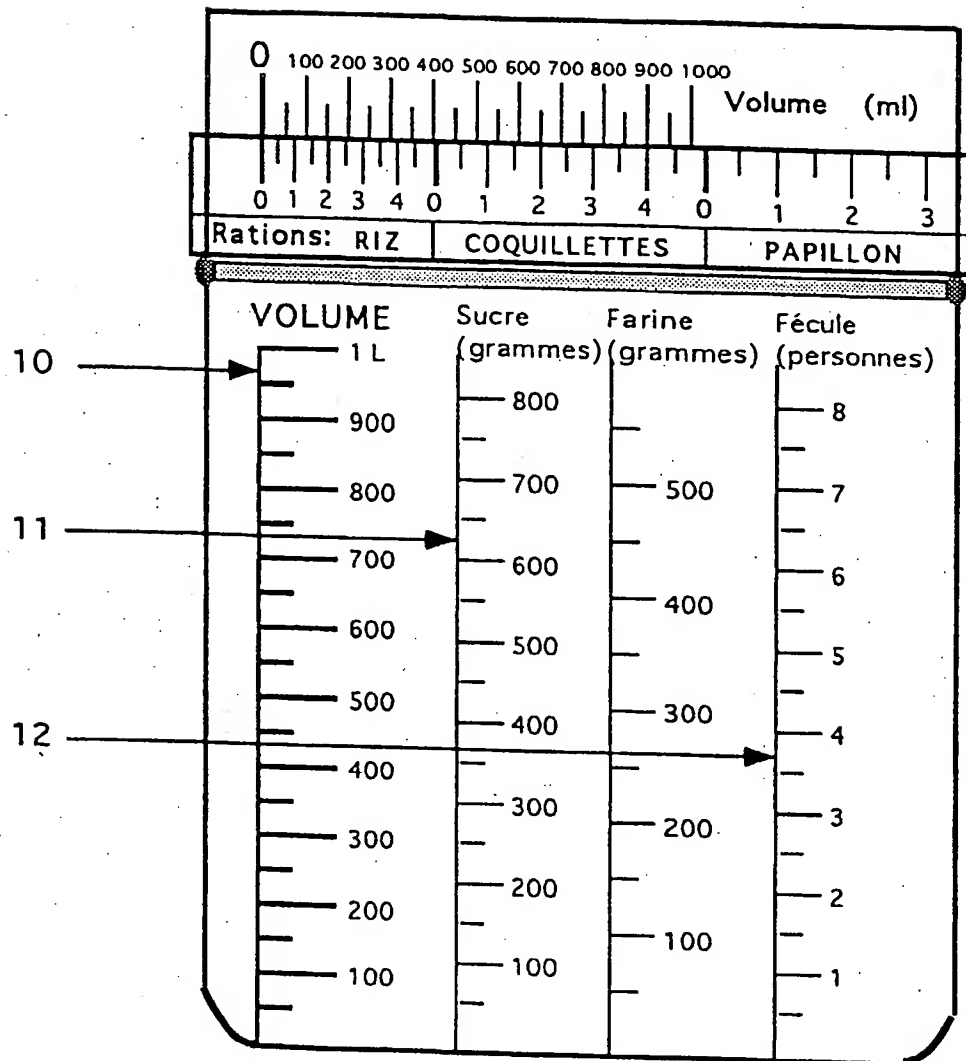 0 100 200 300 400 500 600 700 800 900 1000
Volume (ml)
0 1 2 3 4 0 1 2 3 4 0 1 2 3
Rations: RIZ COQUILLETTES PAPILLON
VOLUME Sucre (grammes) Farine (grammes) Fécule (personnes)
10 1 L
800 8
900
700 500 7
800
11
600 6
700
400
600 500 5
500 300
12 400 4
400
300 200 3
300
200 2
200
100 100 1
100